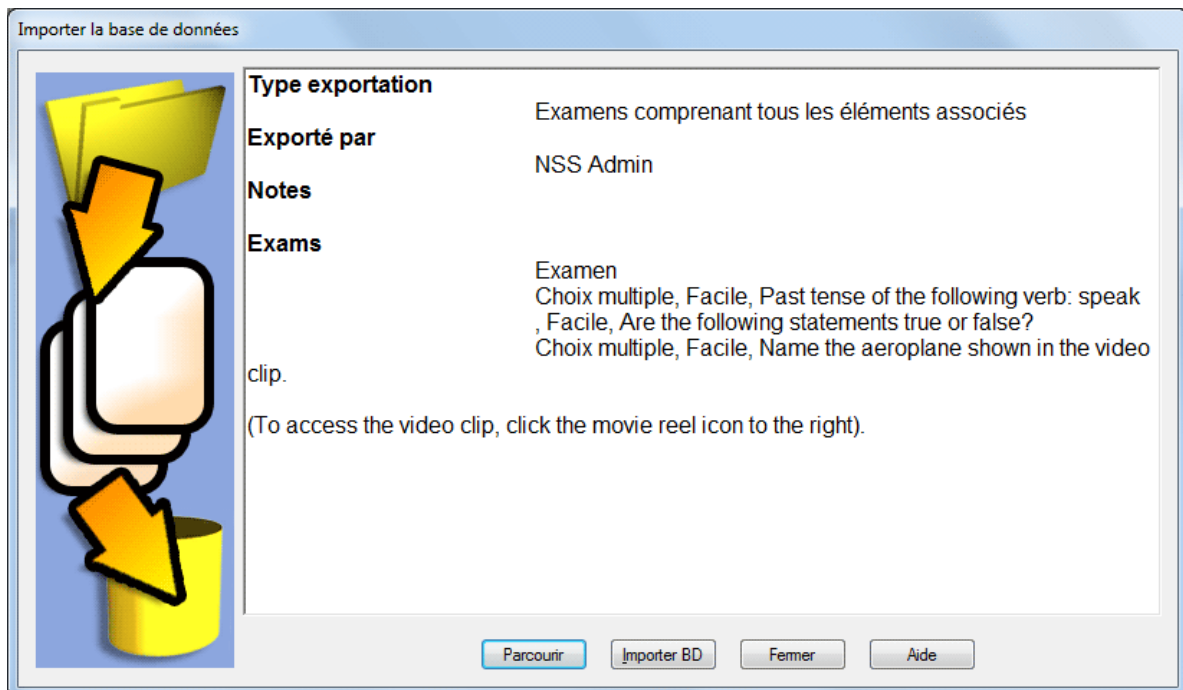 Importer la base de données
Type exportation
Examens comprenant tous les éléments associés
Exporté par
NSS Admin
Notes
Exams
Examen
Choix multiple, Facile, Past tense of the following verb: speak
, Facile, Are the following statements true or false?
Choix multiple, Facile, Name the aeroplane shown in the video
clip.
(To access the video clip, click the movie reel icon to the right).
Parcourir
Importer BD
Fermer
Aide